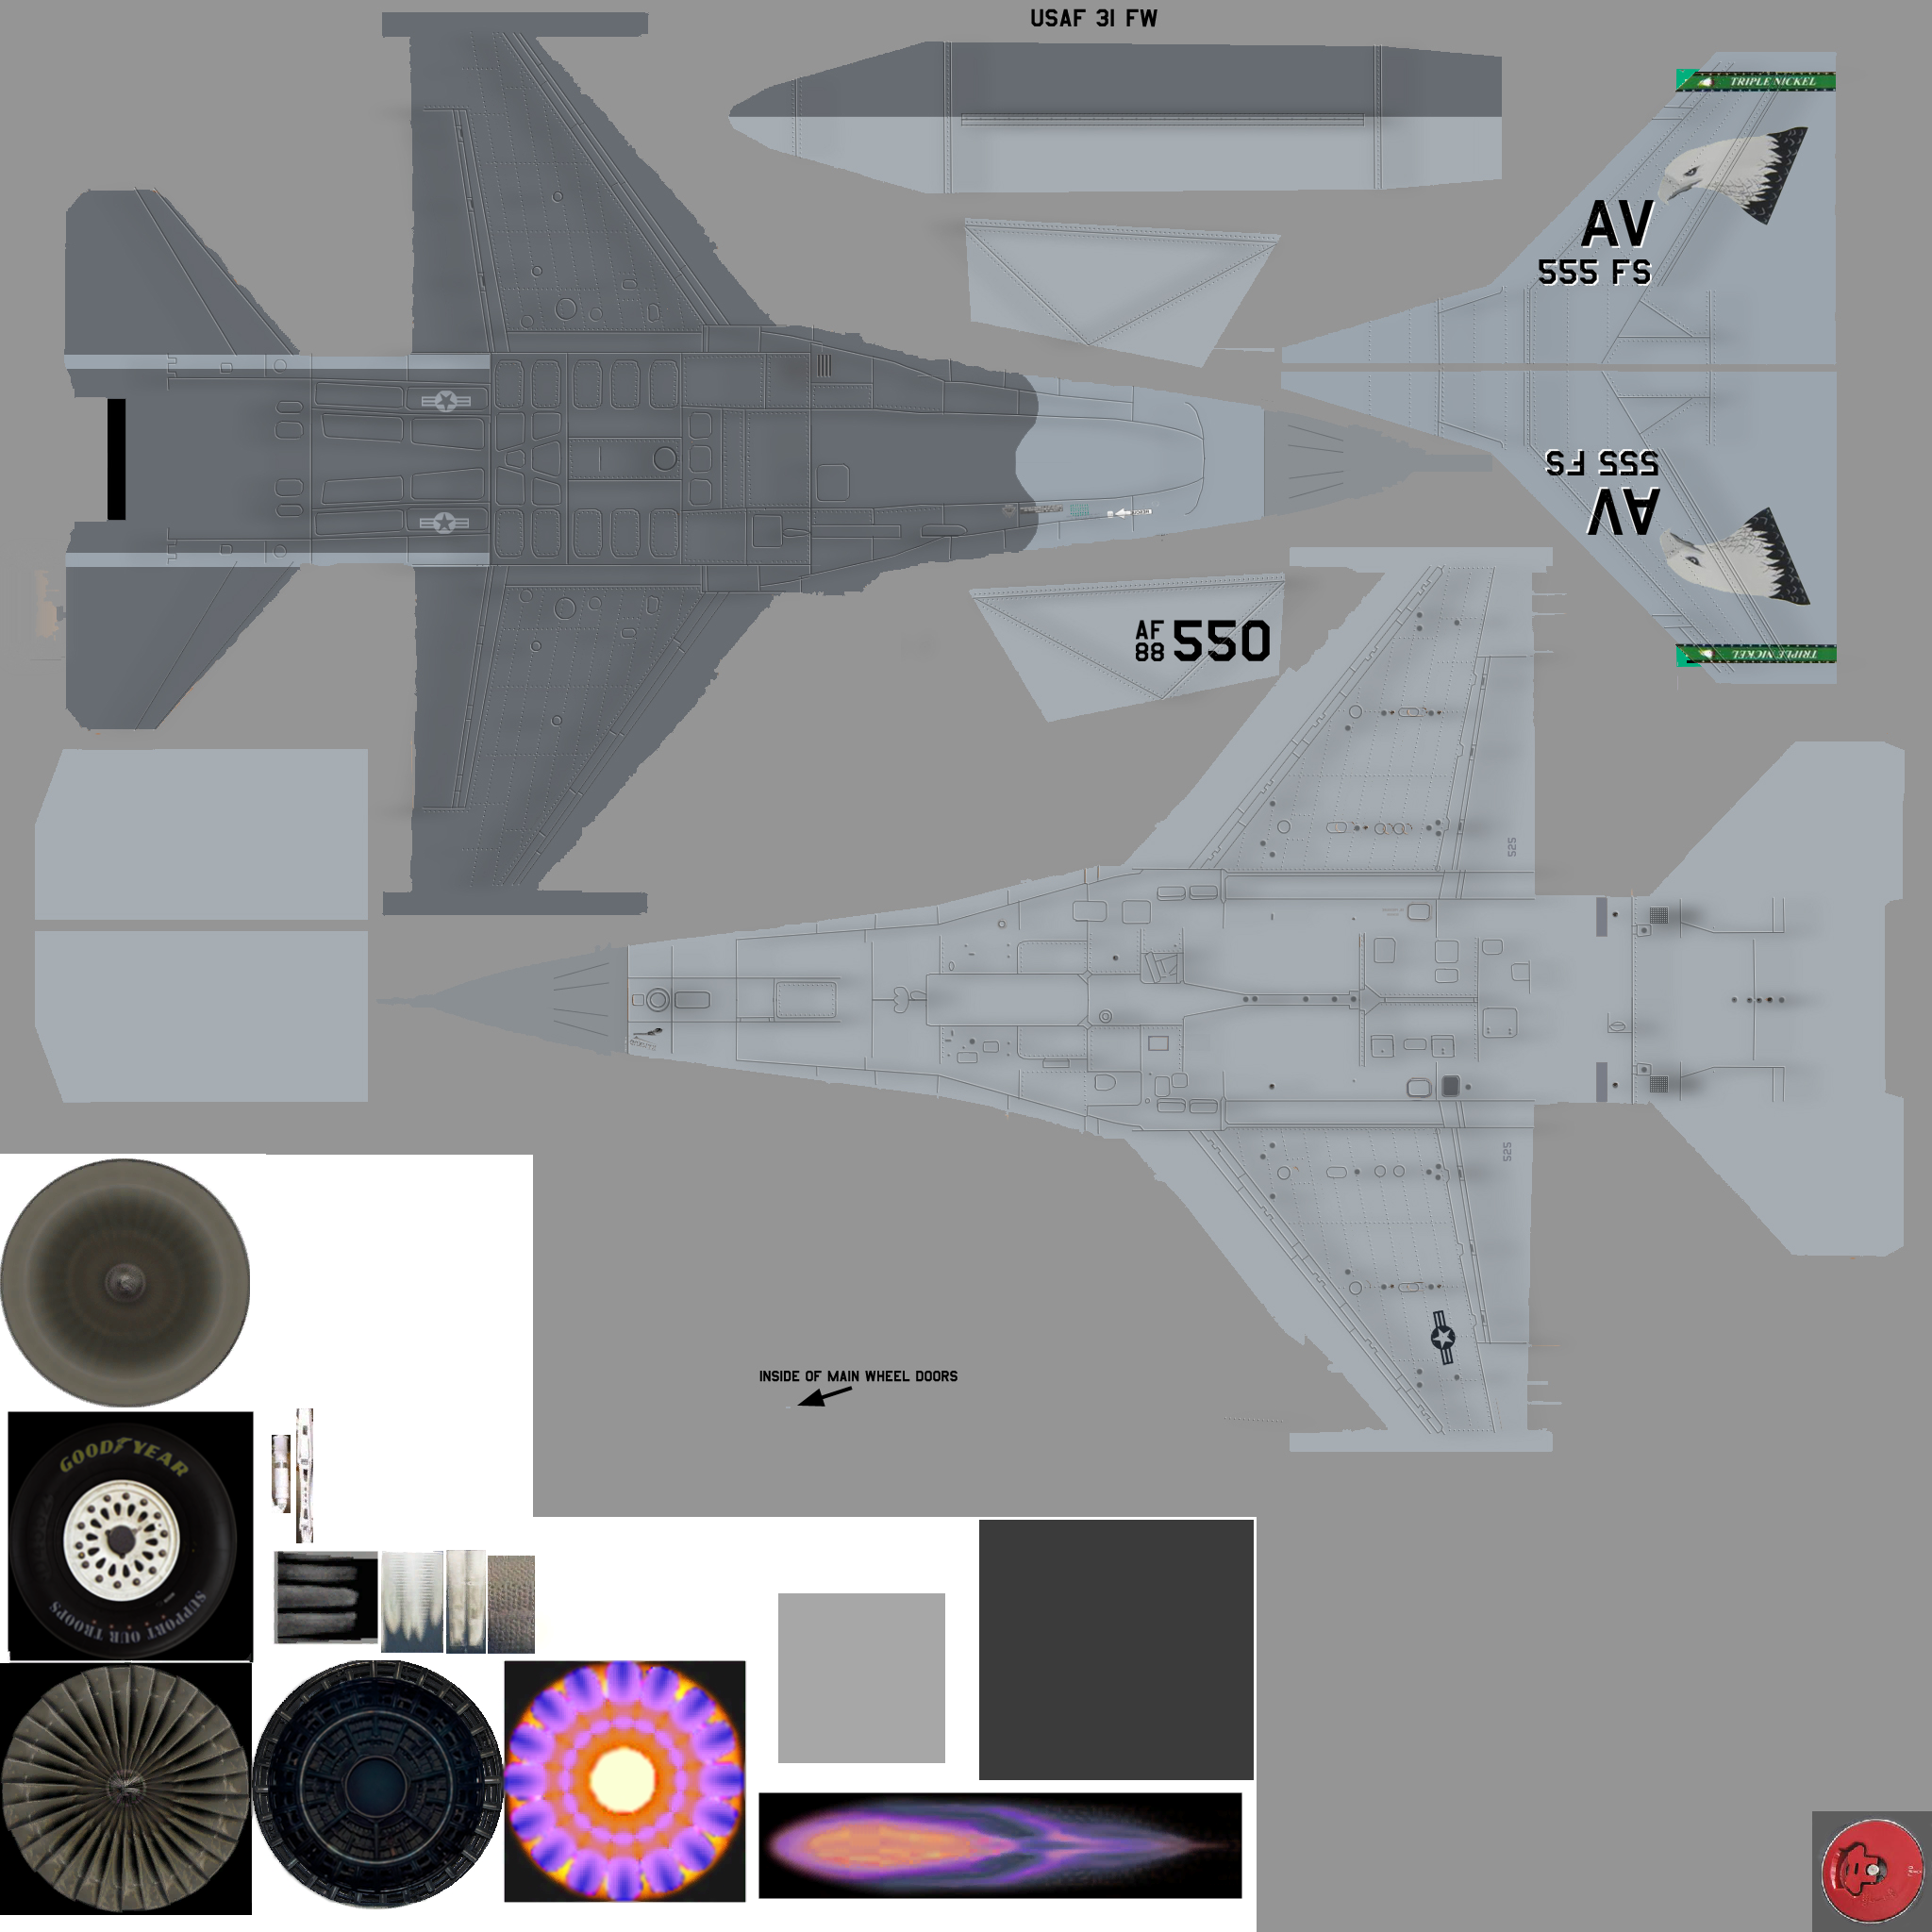 USAF 31 FW
TRIPLE NICKEL
AV
555 FS
555 FS
AV
TRIPLE NICKEL
AF
88
550
525
525
INSIDE OF MAIN WHEEL DOORS
GOODYEAR
SUPPORT OUR TROOPS